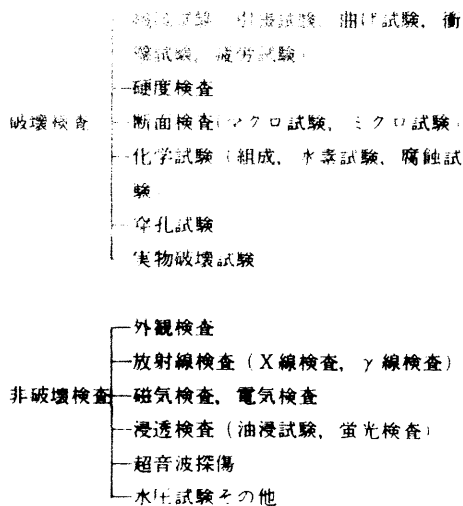 引張試験, 曲げ試験, 衝
撃試験, 疲労試験)
硬度検査
破壊検査 断面検査(マクロ試験, ミクロ試験)
化学試験(組成, 水素試験, 腐蝕試
験)
穿孔試験
実物破壊試験
外観検査
放射線検査(X線検査, γ線検査)
非破壊検査 磁気検査, 電気検査
浸透検査(油浸試験, 蛍光検査)
超音波探傷
水圧試験その他